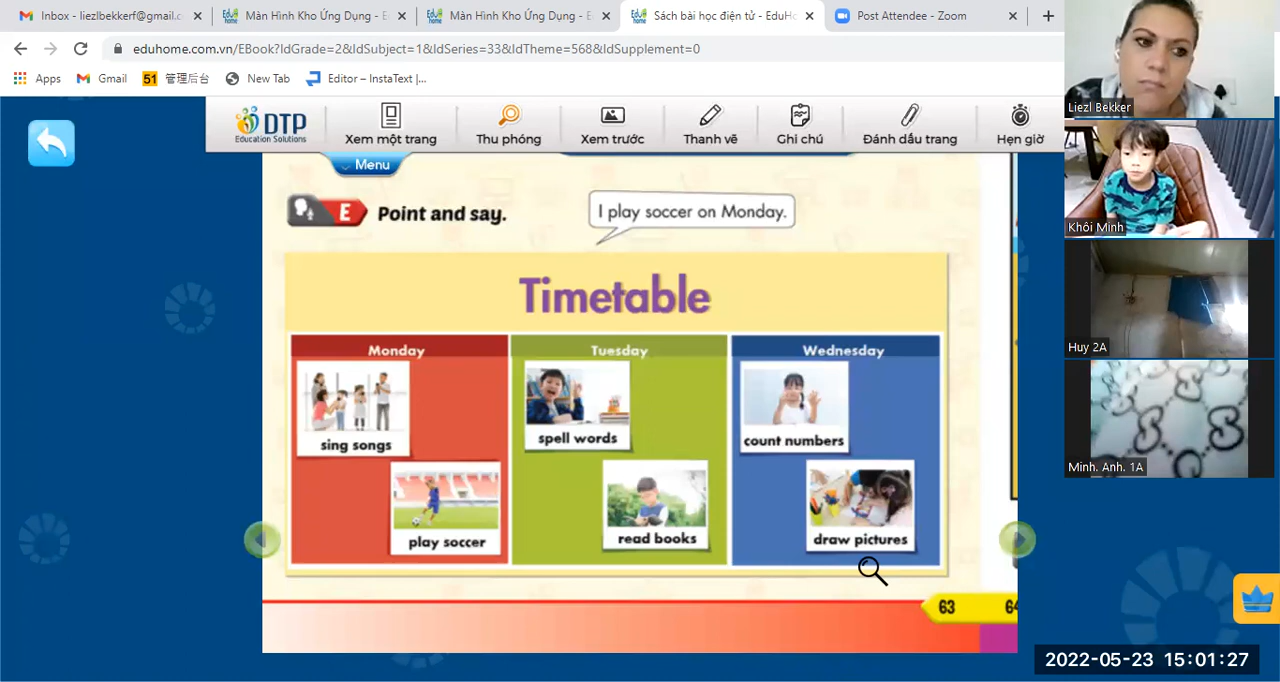 Inbox - liezlbekkerf@gmail.c
Màn Hình Kho Ứng Dụng - E
Màn Hình Kho Ứng Dụng - E
Sách bài học điện tử - EduHo
Post Attendee - Zoom
eduhome.com.vn/EBook?IdGrade=2&IdSubject=1&IdSeries=33&IdTheme=568&IdSupplement=0
Apps
Gmail
51 管理后台
New Tab
Editor – InstaText |...
DTP
Education Solutions
Xem một trang
Thu phóng
Xem trước
Thanh vẽ
Ghi chú
Đánh dấu trang
Hẹn giờ
Menu
E Point and say.
I play soccer on Monday.
Timetable
Monday
Tuesday
Wednesday
sing songs
spell words
count numbers
play soccer
read books
draw pictures
63
64
Liezl Bekker
Khôi Minh
Huy 2A
Minh. Anh. 1A
2022-05-23 15:01:27